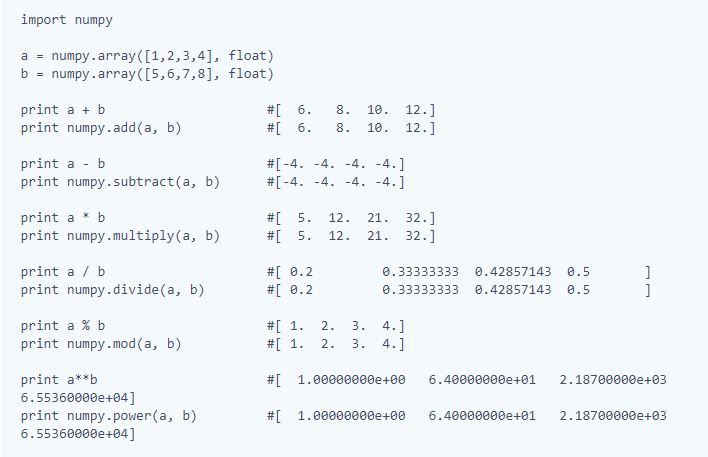 import numpy

a = numpy.array([1,2,3,4], float)
b = numpy.array([5,6,7,8], float)

print a + b                     #[  6.   8.  10.  12.]
print numpy.add(a, b)           #[  6.   8.  10.  12.]

print a - b                     #[-4. -4. -4. -4.]
print numpy.subtract(a, b)      #[-4. -4. -4. -4.]

print a * b                     #[  5.  12.  21.  32.]
print numpy.multiply(a, b)      #[  5.  12.  21.  32.]

print a / b                     #[ 0.2         0.33333333  0.42857143  0.5       ]
print numpy.divide(a, b)        #[ 0.2         0.33333333  0.42857143  0.5       ]

print a % b                     #[ 1.  2.  3.  4.]
print numpy.mod(a, b)           #[ 1.  2.  3.  4.]

print a**b                      #[  1.00000000e+00   6.40000000e+01   2.18700000e+03
6.55360000e+04]
print numpy.power(a, b)         #[  1.00000000e+00   6.40000000e+01   2.18700000e+03
6.55360000e+04]